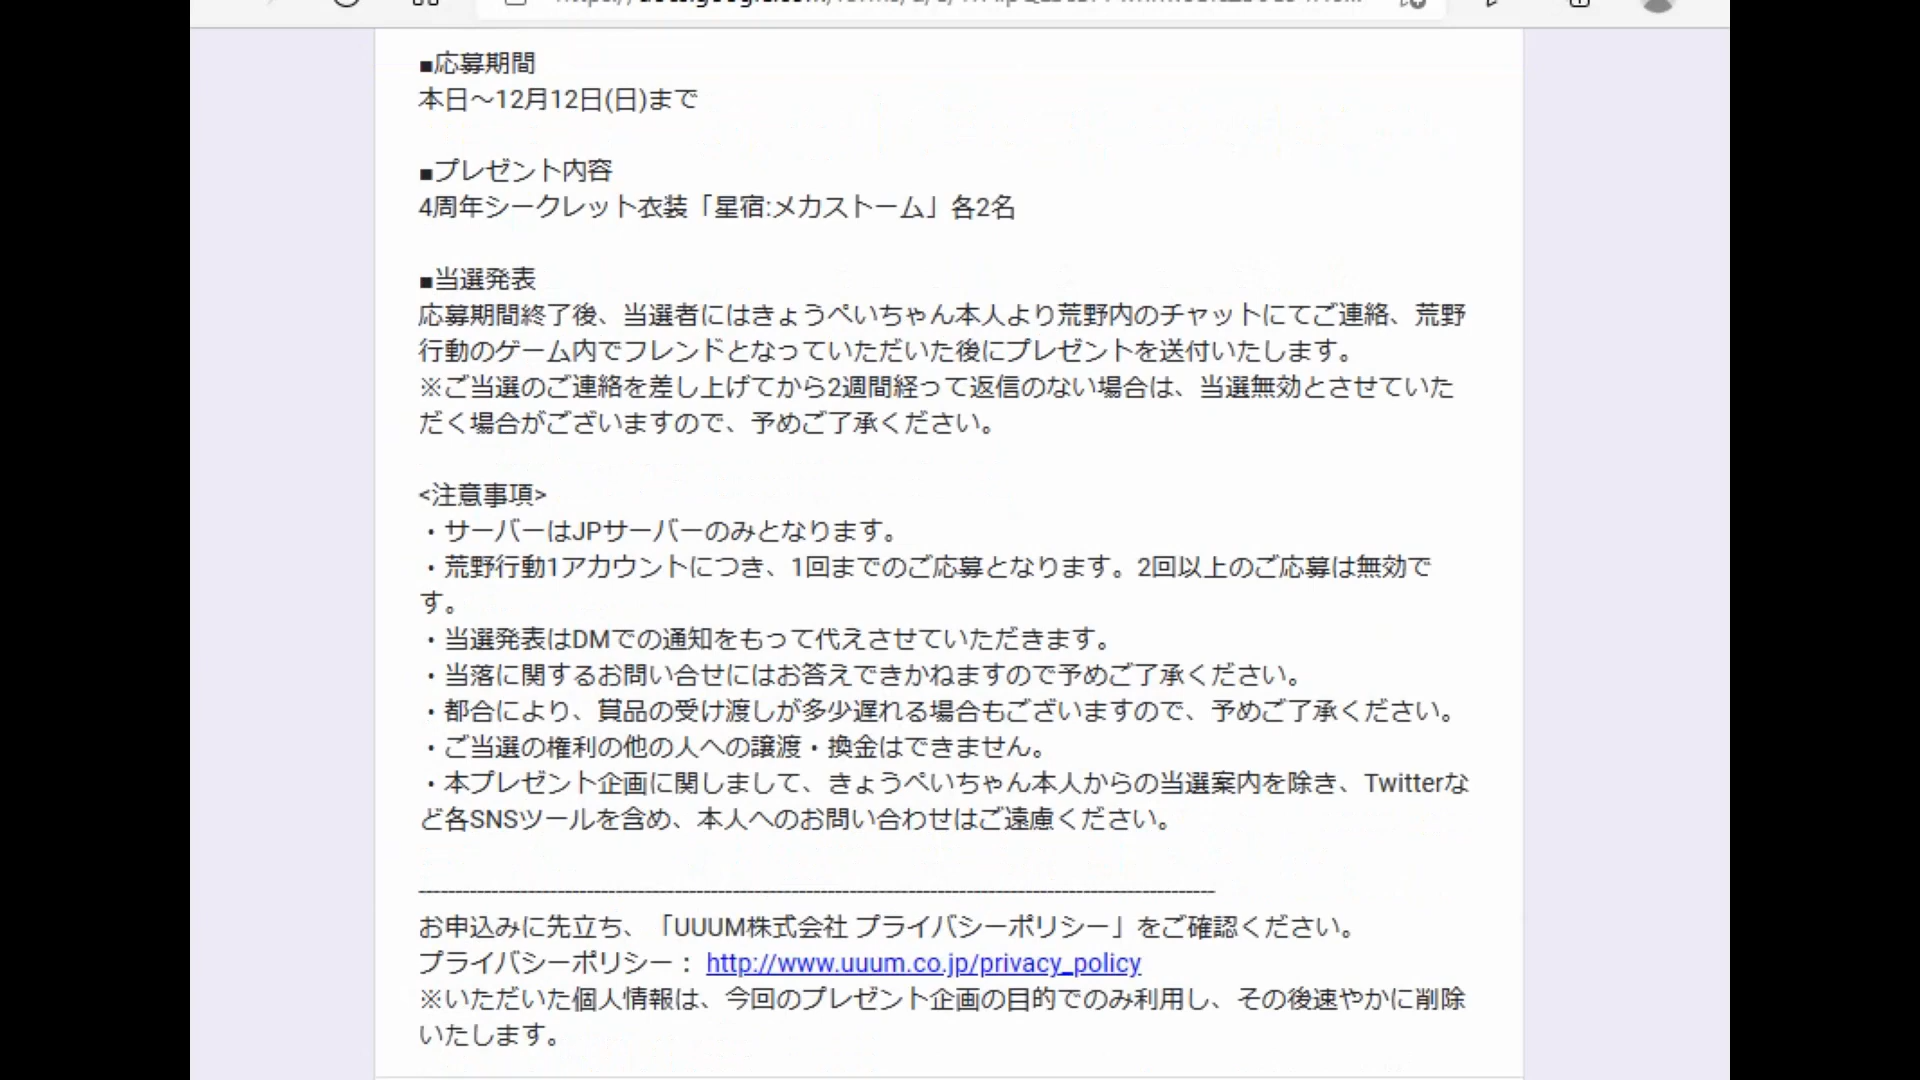 ■応募期間
本日～12月12日(日)まで
■プレゼント内容
4周年シークレット衣装「星宿:メカストーム」各2名
■当選発表
応募期間終了後、当選者にはきょうぺいちゃん本人より荒野内のチャットにてご連絡、荒野
行動のゲーム内でフレンドとなっていただいた後にプレゼントを送付いたします。
※ご当選のご連絡を差し上げてから2週間経って返信のない場合は、当選無効とさせていた
だく場合がございますので、予めご了承ください。
<注意事項>
・サーバーはJPサーバーのみとなります。
・荒野行動1アカウントにつき、1回までのご応募となります。2回以上のご応募は無効で
す。
・当選発表はDMでの通知をもって代えさせていただきます。
・当落に関するお問い合せにはお答えできかねますので予めご了承ください。
・都合により、賞品の受け渡しが多少遅れる場合もございますので、予めご了承ください。
・ご当選の権利の他の人への譲渡・換金はできません。
・本プレゼント企画に関しまして、きょうぺいちゃん本人からの当選案内を除き、Twitterな
ど各SNSツールを含め、本人へのお問い合わせはご遠慮ください。
お申込みに先立ち、「UUUM株式会社 プライバシーポリシー」をご確認ください。
プライバシーポリシー： http://www.uuum.co.jp/privacy_policy
※いただいた個人情報は、今回のプレゼント企画の目的でのみ利用し、その後速やかに削除
いたします。